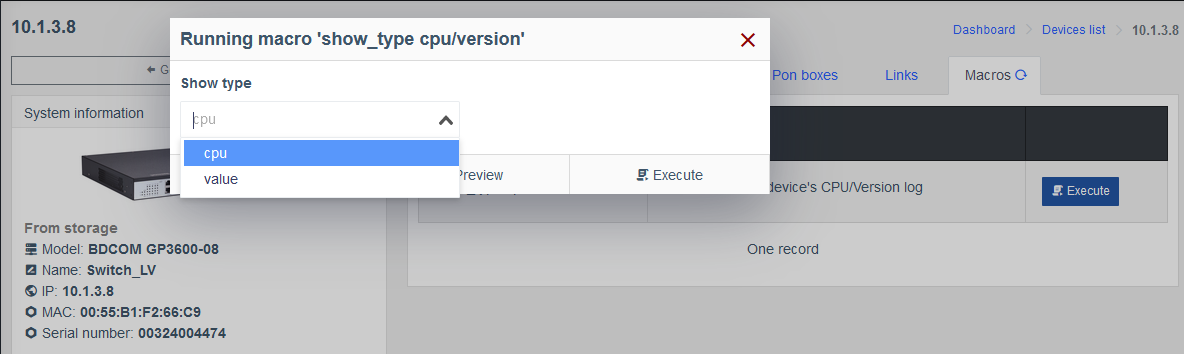 10.1.3.8
Running macro 'show_type cpu/version'
Dashboard
Devices list
10.1.3.8
G
Show type
cpu
cpu
value
Preview
Execute
Pon boxes
Links
Macros
device's CPU/Version log
Execute
One record
System information
From storage
Model: BDCOM GP3600-08
Name: Switch_LV
IP: 10.1.3.8
MAC: 00:55:B1:F2:66:C9
Serial number: 00324004474